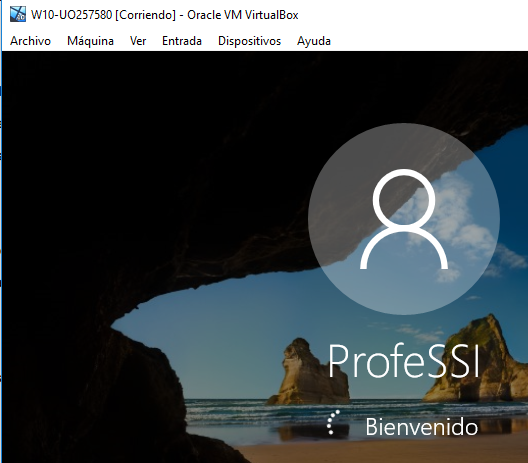 W10-UO257580 [Corriendo] - Oracle VM VirtualBox
Archivo Máquina Ver Entrada Dispositivos Ayuda
ProfeSSI
Bienvenido